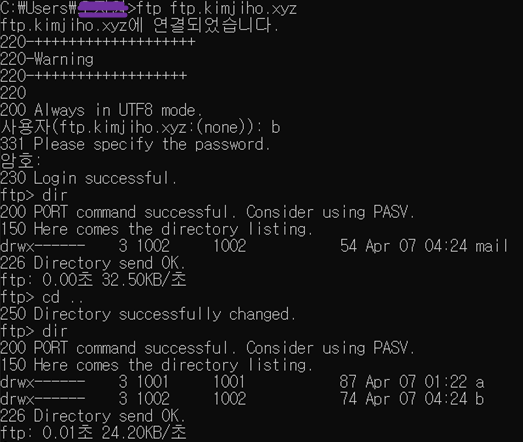 C:\Users\>ftp ftp.kimjiho.xyz
ftp.kimjiho.xyz에 연결되었습니다.
220-++++++++++++++++++
220-Warning
220-+++++++++++++++++
220
200 Always in UTF8 mode.
사용자(ftp.kimjiho.xyz:(none)): b
331 Please specify the password.
암호:
230 Login successful.
ftp> dir
200 PORT command successful. Consider using PASV.
150 Here comes the directory listing.
drwx------    3 1002     1002           54 Apr 07 04:24 mail
226 Directory send OK.
ftp: 0.00초 32.50KB/초
ftp> cd ..
250 Directory successfully changed.
ftp> dir
200 PORT command successful. Consider using PASV.
150 Here comes the directory listing.
drwx------    3 1001     1001           87 Apr 07 01:22 a
drwx------    3 1002     1002           74 Apr 07 04:24 b
226 Directory send OK.
ftp: 0.01초 24.20KB/초